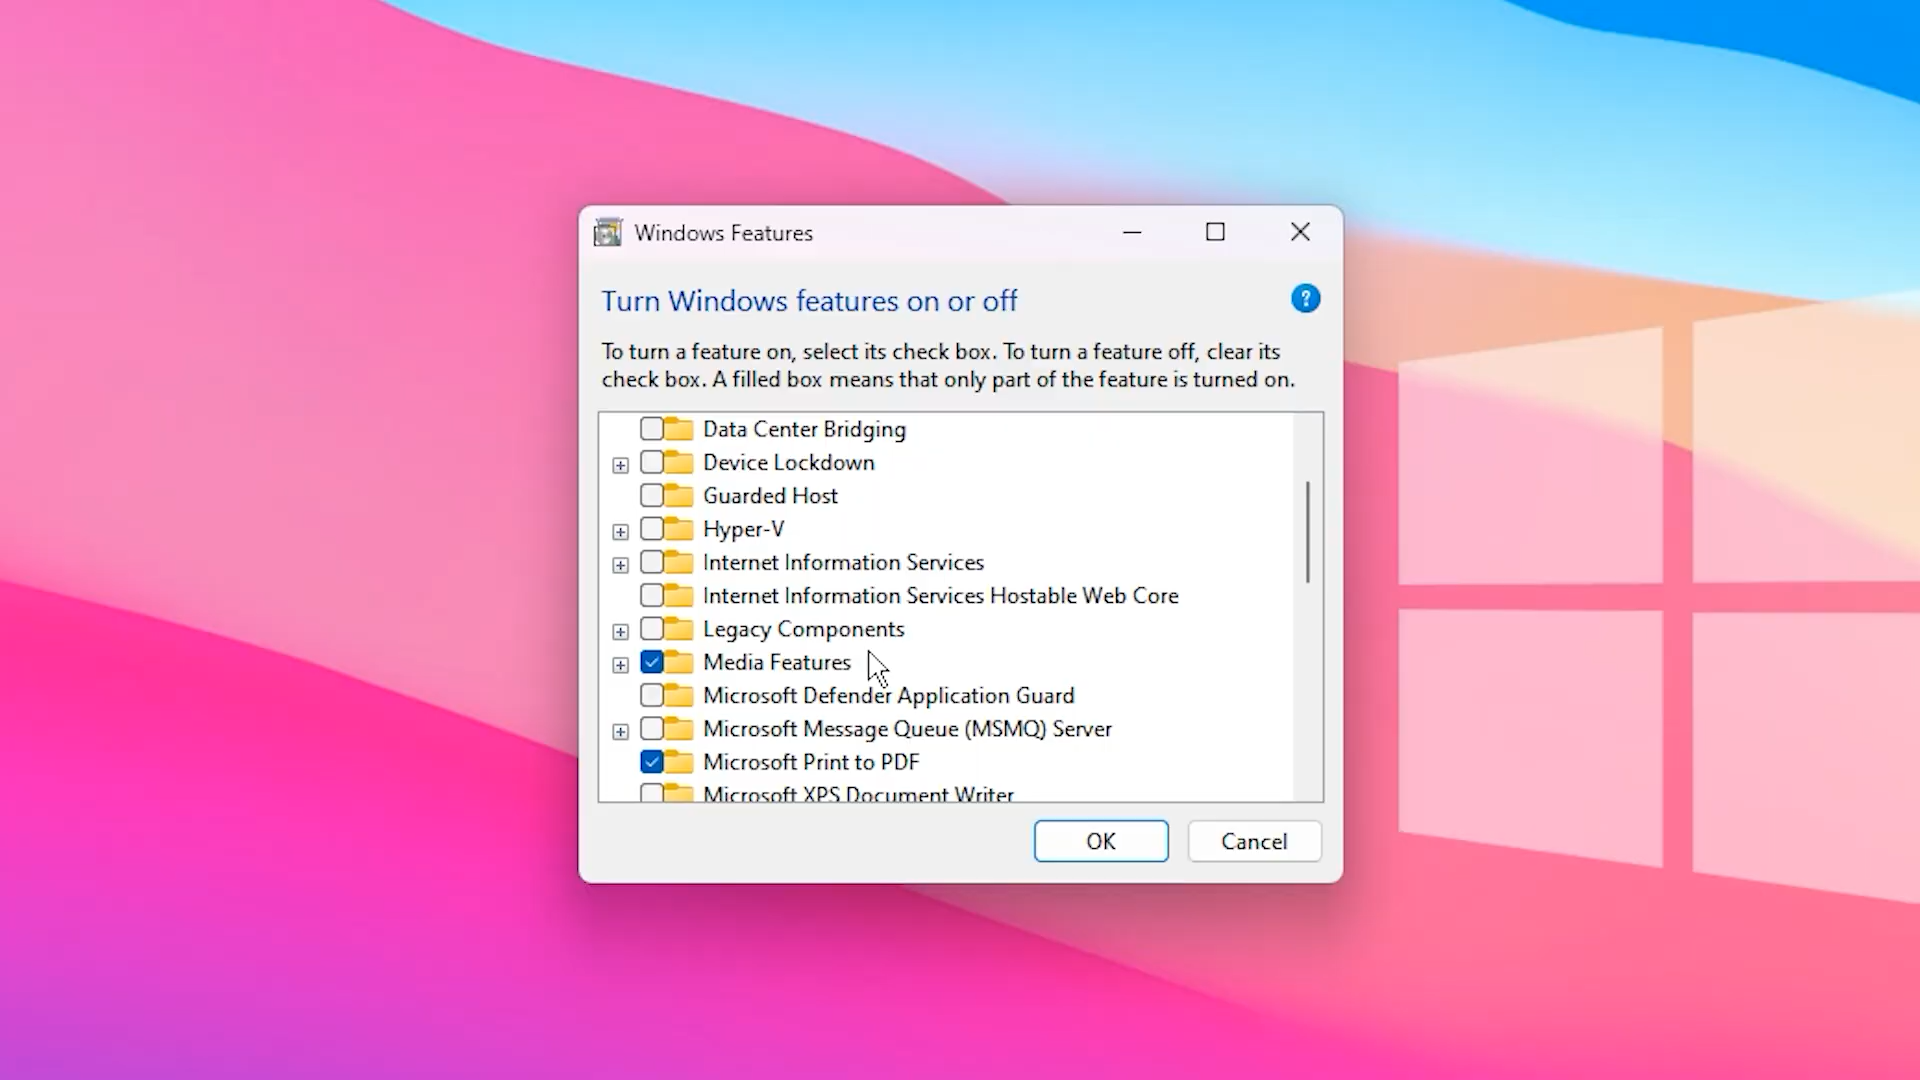 Windows Features
Turn Windows features on or off
?
To turn a feature on, select its check box. To turn a feature off, clear its
check box. A filled box means that only part of the feature is turned on.
Data Center Bridging
Device Lockdown
Guarded Host
Hyper-V
Internet Information Services
Internet Information Services Hostable Web Core
Legacy Components
Media Features
Microsoft Defender Application Guard
Microsoft Message Queue (MSMQ) Server
Microsoft Print to PDF
Microsoft XPS Document Writer
OK
Cancel